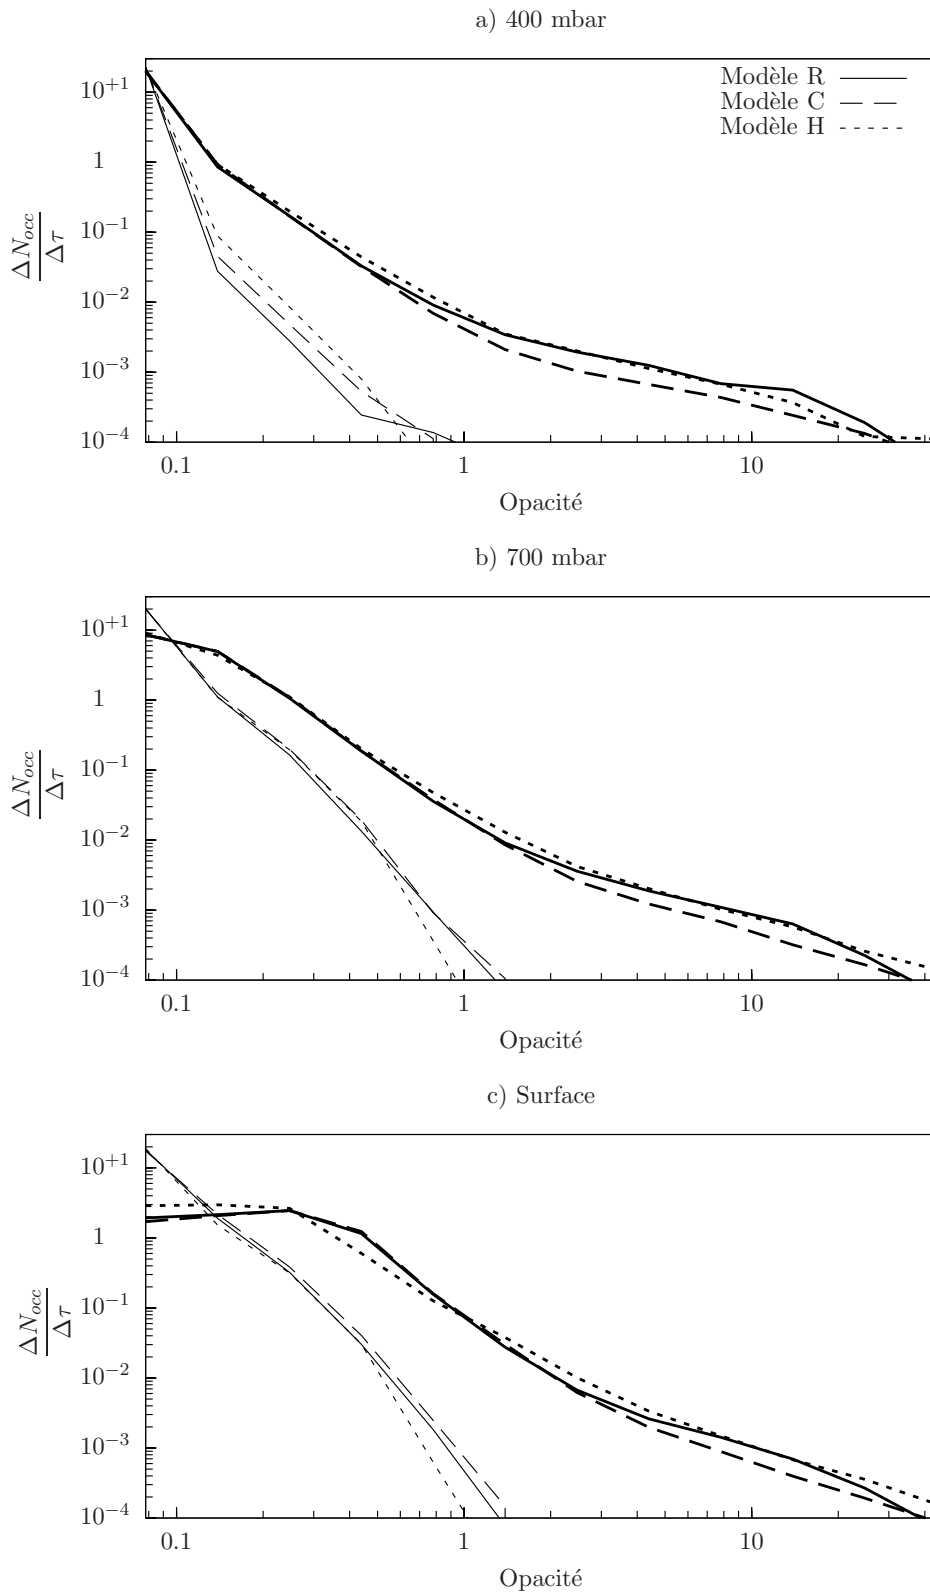 a) 400 mbar
Modèle R
Modèle C
Modèle H
10⁺¹
1
10⁻¹
10⁻²
10⁻³
10⁻⁴
ΔN_occ
Δτ
0.1 1 10
Opacité
b) 700 mbar
10⁺¹
1
10⁻¹
10⁻²
10⁻³
10⁻⁴
ΔN_occ
Δτ
0.1 1 10
Opacité
c) Surface
10⁺¹
1
10⁻¹
10⁻²
10⁻³
10⁻⁴
ΔN_occ
Δτ
0.1 1 10
Opacité